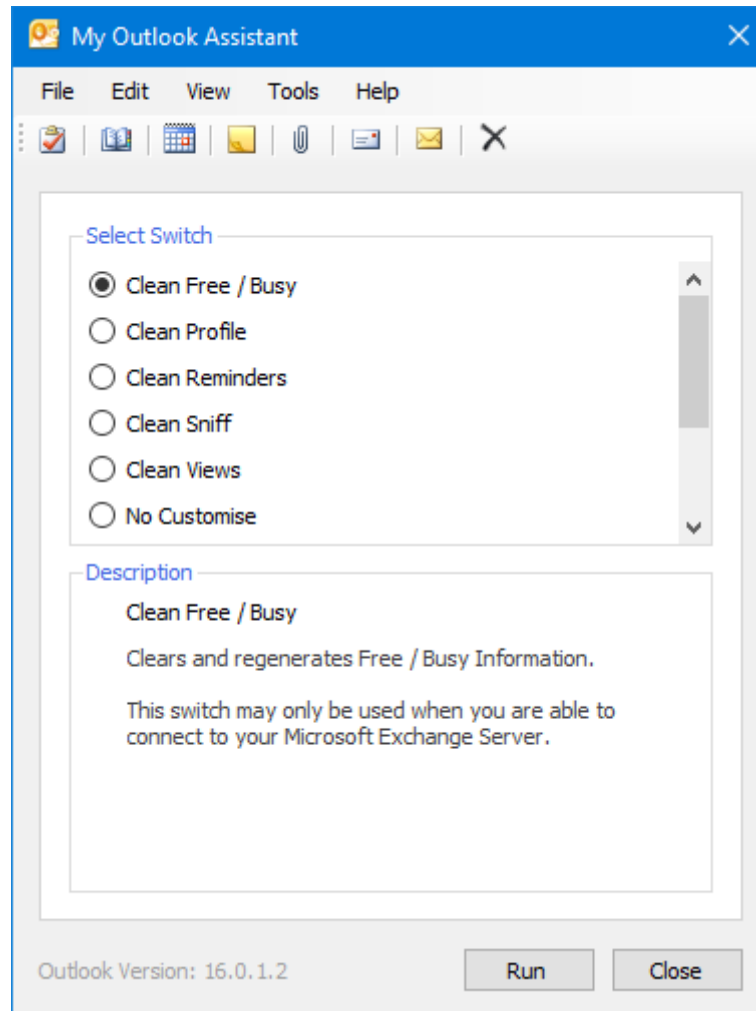 My Outlook Assistant
File Edit View Tools Help
Select Switch
Clean Free / Busy
Clean Profile
Clean Reminders
Clean Sniff
Clean Views
No Customise
Description
Clean Free / Busy
Clears and regenerates Free / Busy Information.
This switch may only be used when you are able to
connect to your Microsoft Exchange Server.
Outlook Version: 16.0.1.2 Run Close